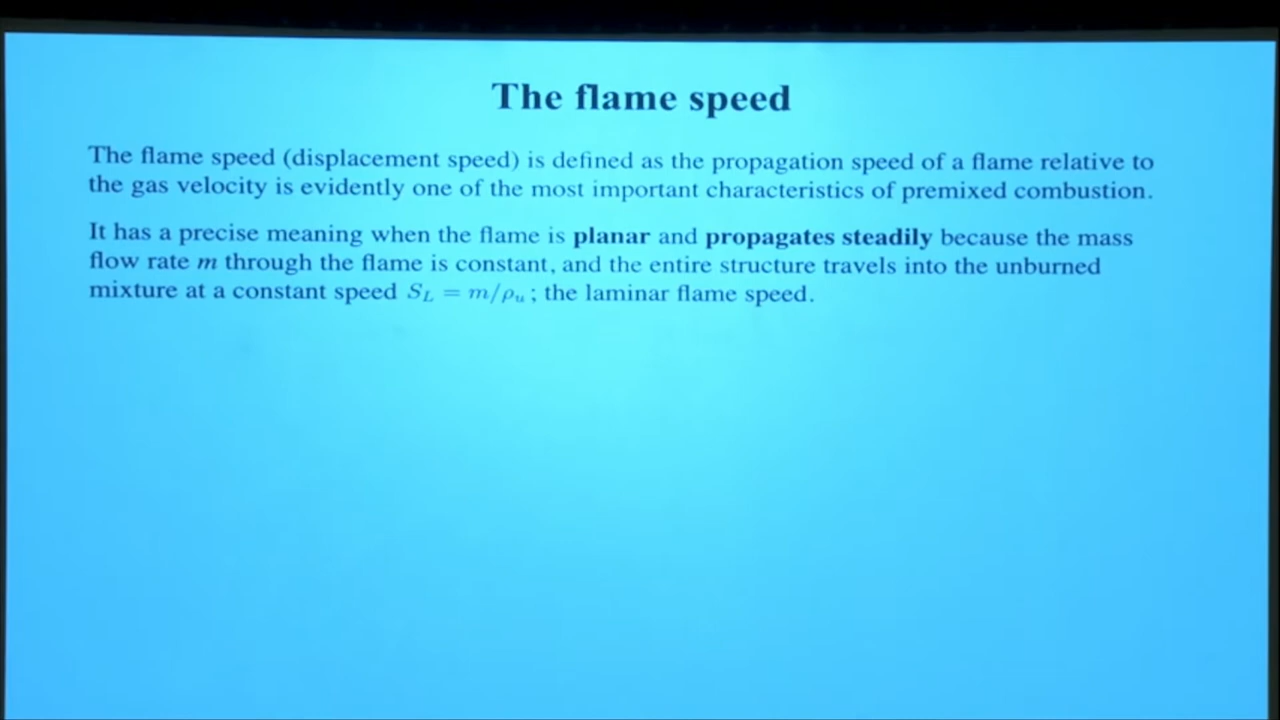 The flame speed
The flame speed (displacement speed) is defined as the propagation speed of a flame relative to
the gas velocity is evidently one of the most important characteristics of premixed combustion.
It has a precise meaning when the flame is planar and propagates steadily because the mass
flow rate m through the flame is constant, and the entire structure travels into the unburned
mixture at a constant speed S_L = m/ρ_u; the laminar flame speed.